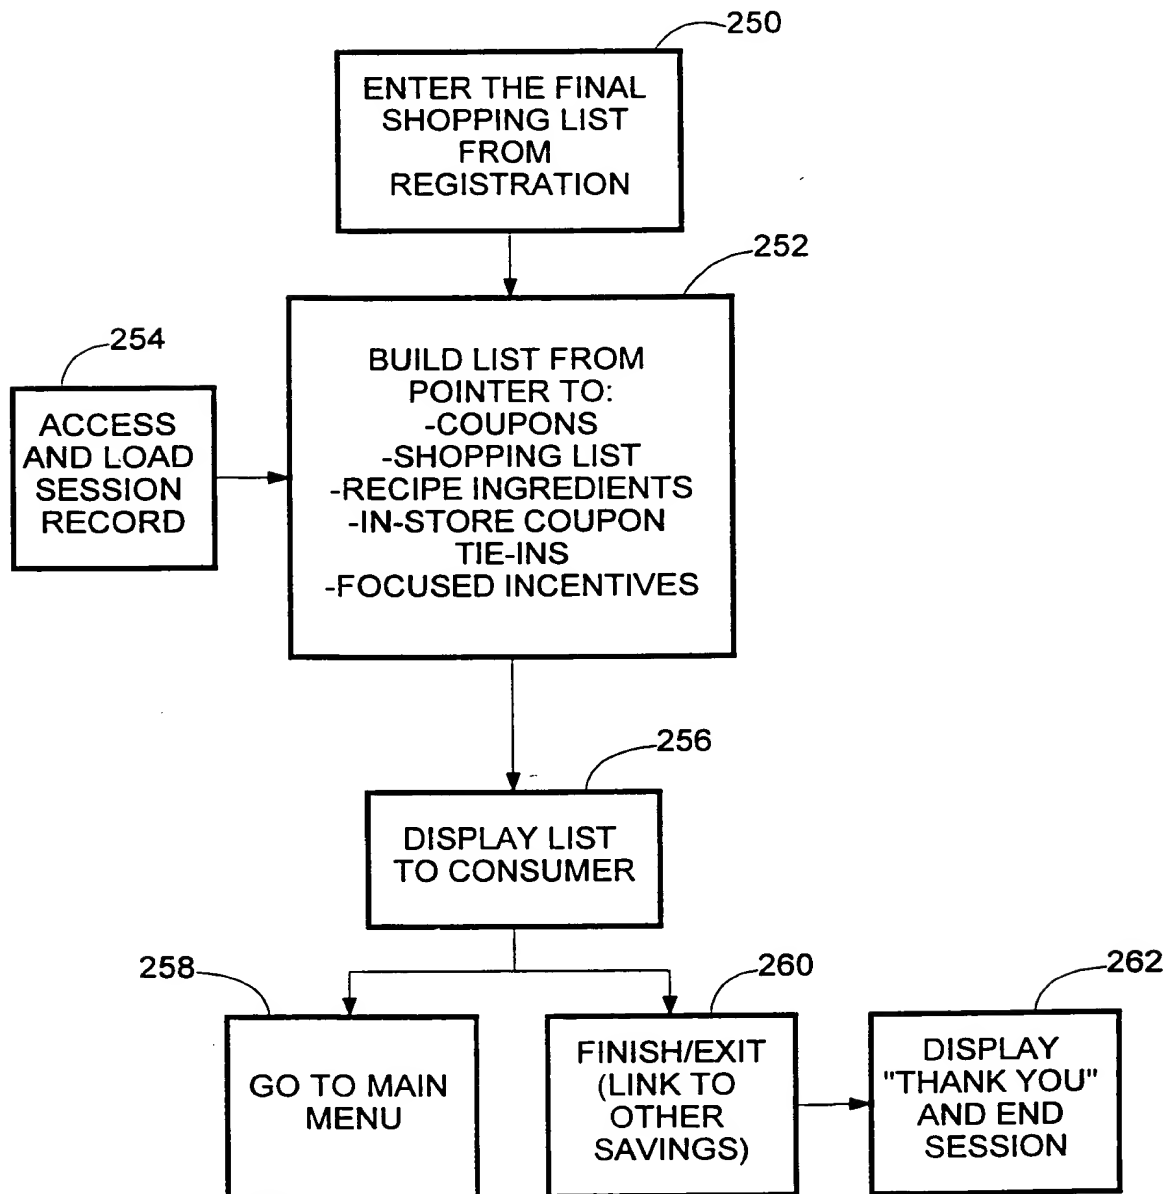 250
ENTER THE FINAL
SHOPPING LIST
FROM
REGISTRATION
252
254
BUILD LIST FROM
POINTER TO:
-COUPONS
-SHOPPING LIST
-RECIPE INGREDIENTS
-IN-STORE COUPON
TIE-INS
-FOCUSED INCENTIVES
ACCESS
AND LOAD
SESSION
RECORD
256
DISPLAY LIST
TO CONSUMER
258
GO TO MAIN
MENU
260
FINISH/EXIT
(LINK TO
OTHER
SAVINGS)
262
DISPLAY
"THANK YOU"
AND END
SESSION